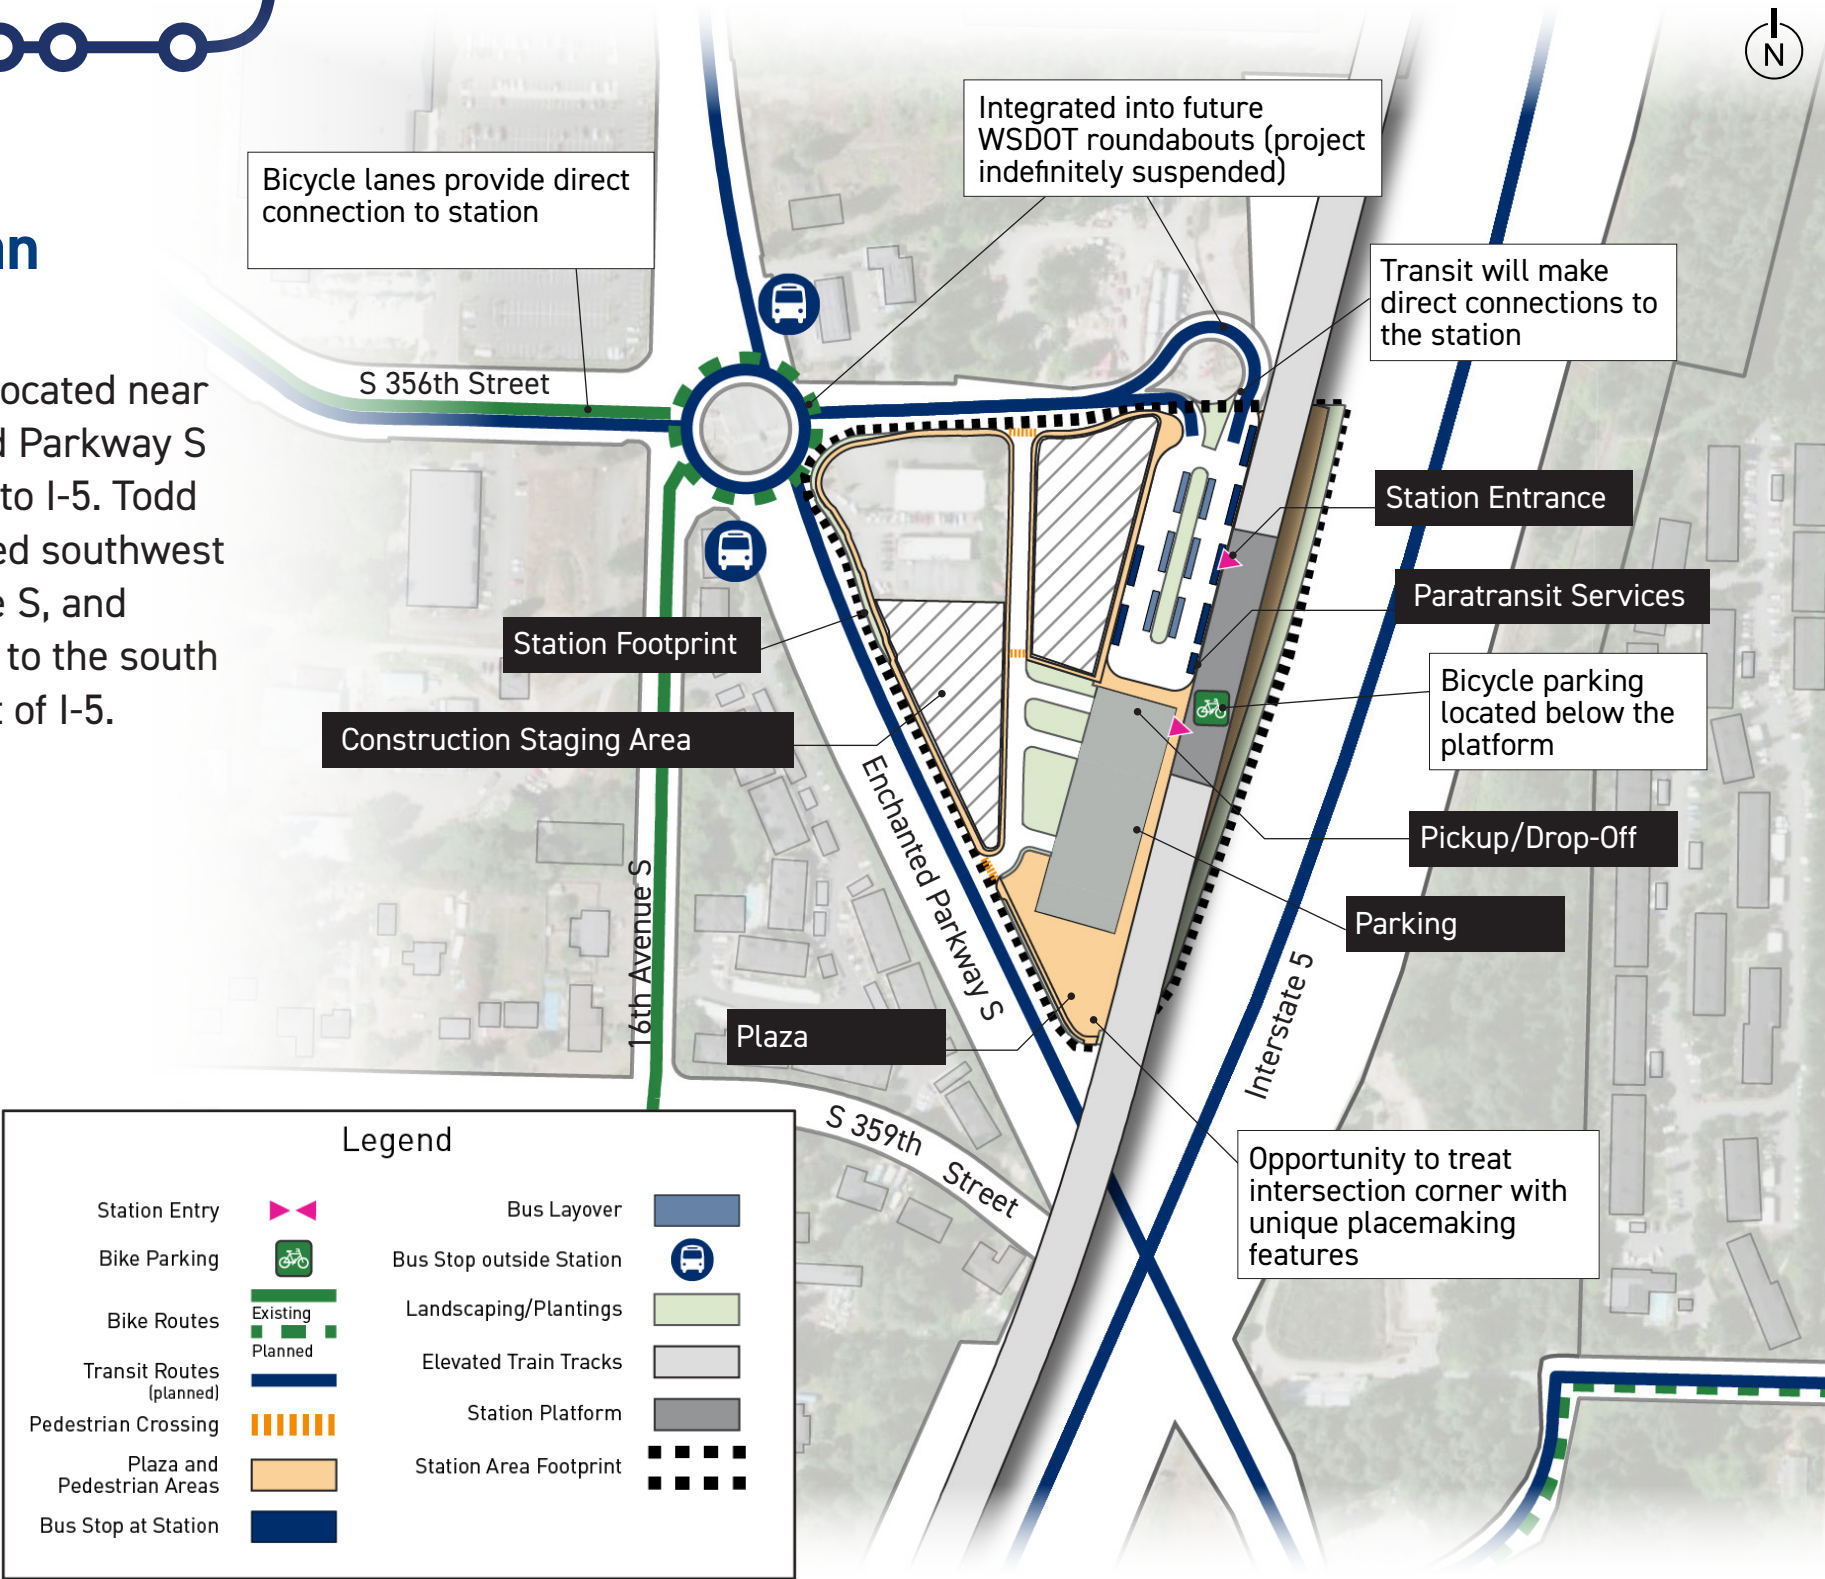 an
ocated near
d Parkway S
to I-5. Todd
ed southwest
e S, and
to the south
t of I-5.
N
Bicycle lanes provide direct
connection to station
Integrated into future
WSDOT roundabouts (project
indefinitely suspended)
Transit will make
direct connections to
the station
S 356th Street
Station Entrance
Paratransit Services
Station Footprint
Bicycle parking
located below the
platform
Construction Staging Area
Pickup/Drop-Off
Parking
Enchanted Parkway S
16th Avenue S
Interstate 5
Plaza
S 359th Street
Opportunity to treat
intersection corner with
unique placemaking
features
Legend
Station Entry
Bike Parking
Bike Routes
Existing
Planned
Transit Routes
(planned)
Pedestrian Crossing
Plaza and
Pedestrian Areas
Bus Stop at Station
Bus Layover
Bus Stop outside Station
Landscaping/Plantings
Elevated Train Tracks
Station Platform
Station Area Footprint